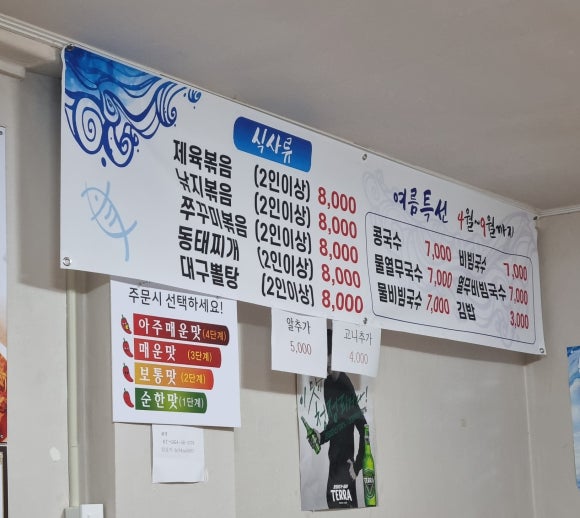 식사류
제육볶음 (2인이상) 8,000
낚지볶음 (2인이상) 8,000
쭈꾸미볶음 (2인이상) 8,000
동태찌개 (2인이상) 8,000
대구뽈탕 (2인이상) 8,000
여름특선 4월~9월까지
콩국수 7,000 비빔국수 7,000
물열무국수 7,000 열무비빔국수 7,000
물비빔국수 7,000 김밥 3,000
주문시 선택하세요!
아주매운맛(4단계)
매운맛 (3단계)
보통맛 (2단계)
순한맛(1단계)
알추가
5,000
고니추가
4,000
TERRA
TERRA